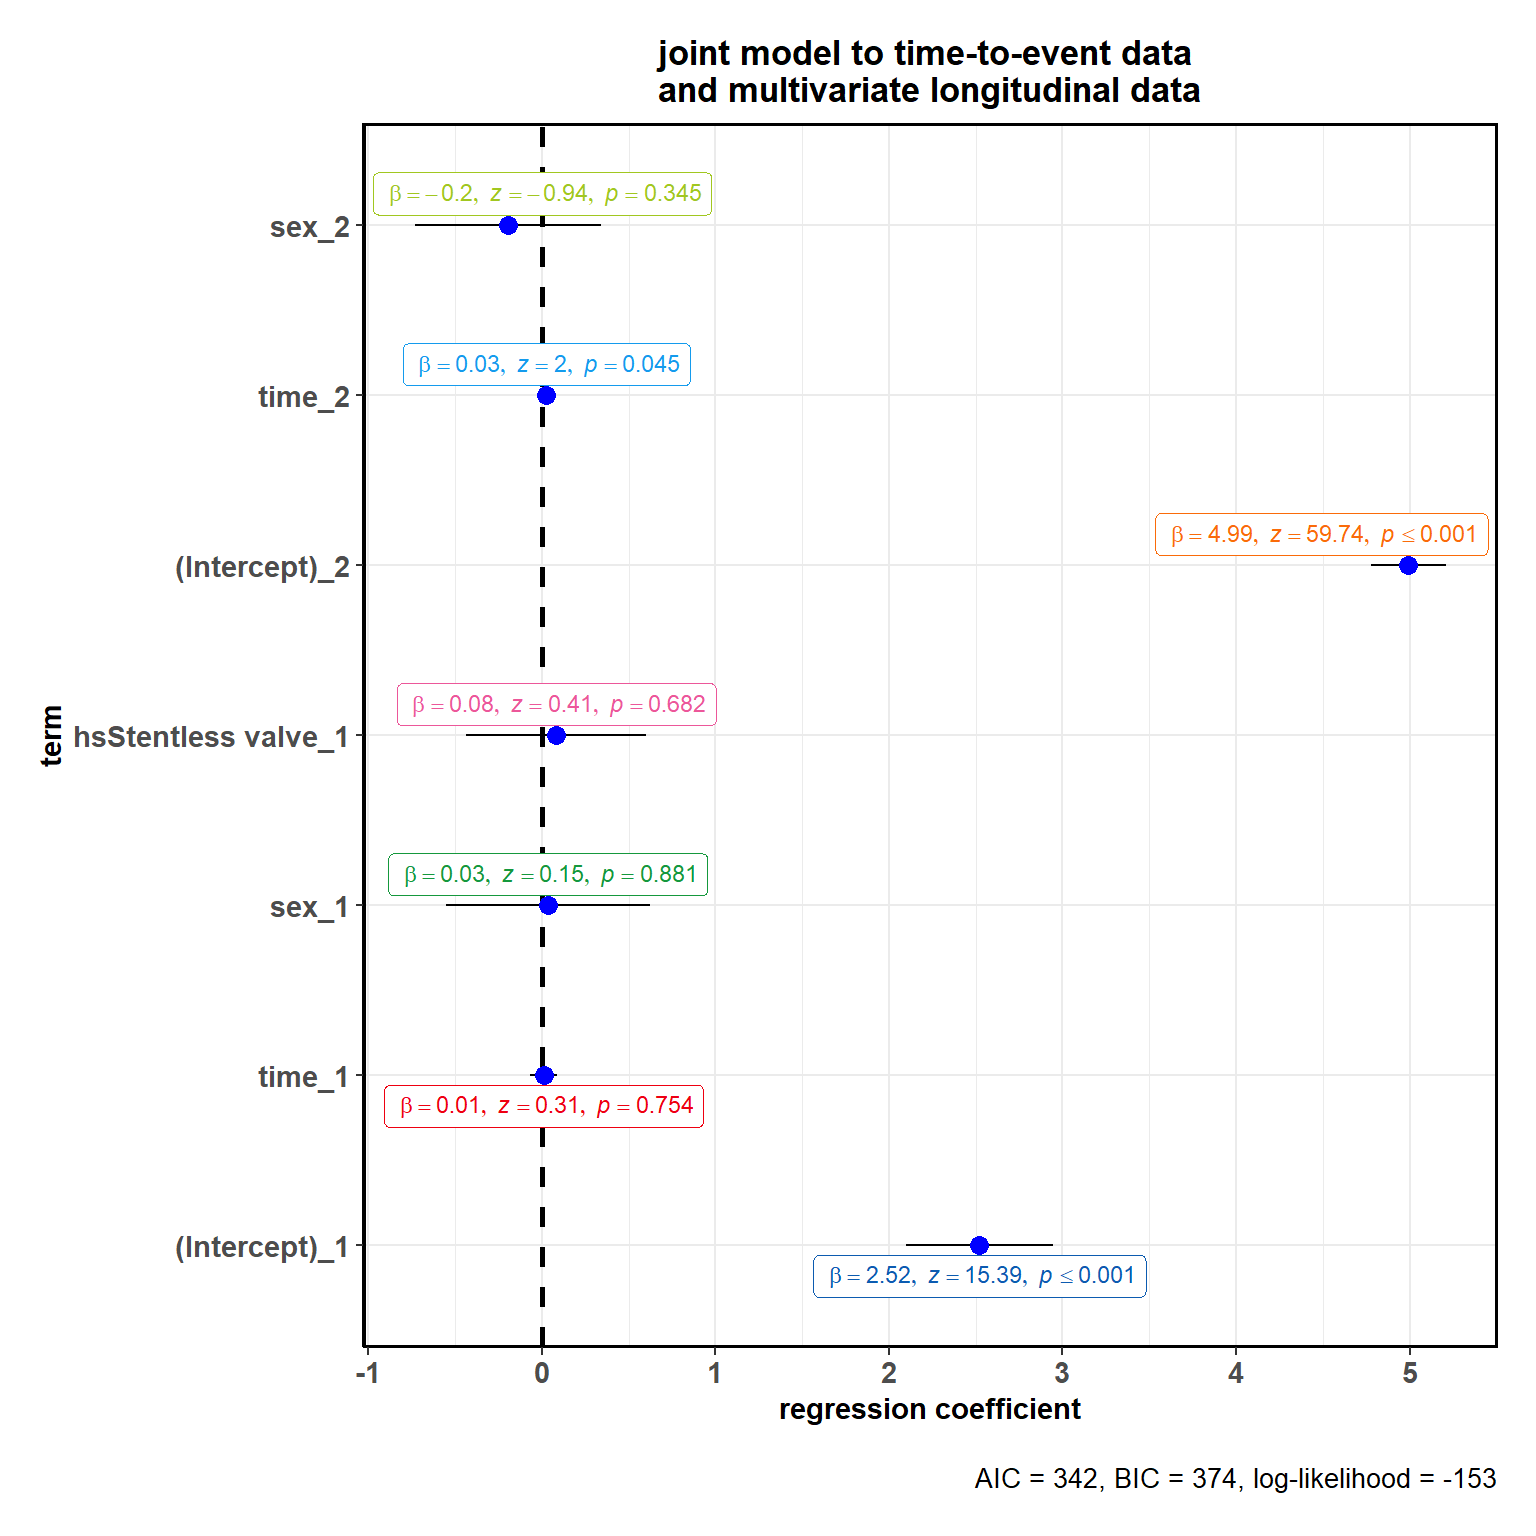 joint model to time-to-event data
and multivariate longitudinal data
term
sex_2
β = −0.2, z = −0.94, p = 0.345
time_2
β = 0.03, z = 2, p = 0.045
(Intercept)_2
β = 4.99, z = 59.74, p ≤ 0.001
hsStentless valve_1
β = 0.08, z = 0.41, p = 0.682
sex_1
β = 0.03, z = 0.15, p = 0.881
time_1
β = 0.01, z = 0.31, p = 0.754
(Intercept)_1
β = 2.52, z = 15.39, p ≤ 0.001
-1 0 1 2 3 4 5
regression coefficient
AIC = 342, BIC = 374, log-likelihood = -153